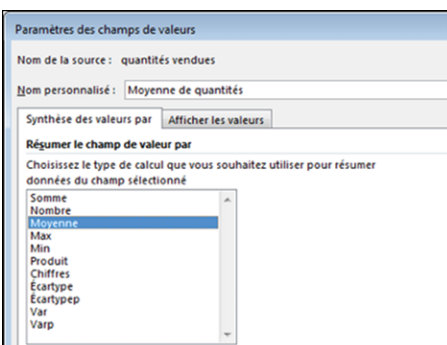 Paramètres des champs de valeurs
Nom de la source : quantités vendues
Nom personnalisé : Moyenne de quantités
Synthèse des valeurs par Afficher les valeurs
Résumer le champ de valeur par
Choisissez le type de calcul que vous souhaitez utiliser pour résumer
données du champ sélectionné
Somme
Nombre
Moyenne
Max
Min
Produit
Chiffres
Écartype
Écartypep
Var
Varp